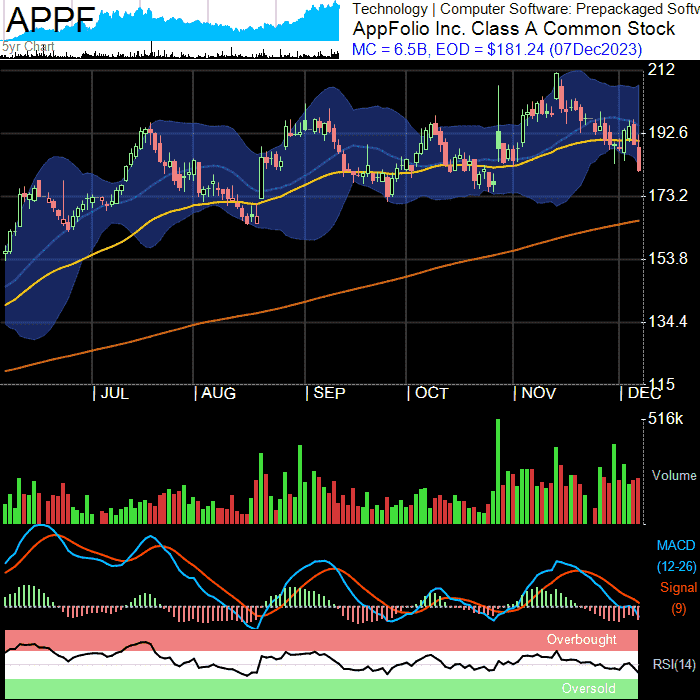 APPF
5yr Chart
Technology | Computer Software: Prepackaged Softw
AppFolio Inc. Class A Common Stock
MC = 6.5B, EOD = $181.24 (07Dec2023)
212
192.6
173.2
153.8
134.4
115
JUL
AUG
SEP
OCT
NOV
DEC
516k
Volume
MACD
(12-26)
Signal
(9)
Overbought
RSI(14)
Oversold